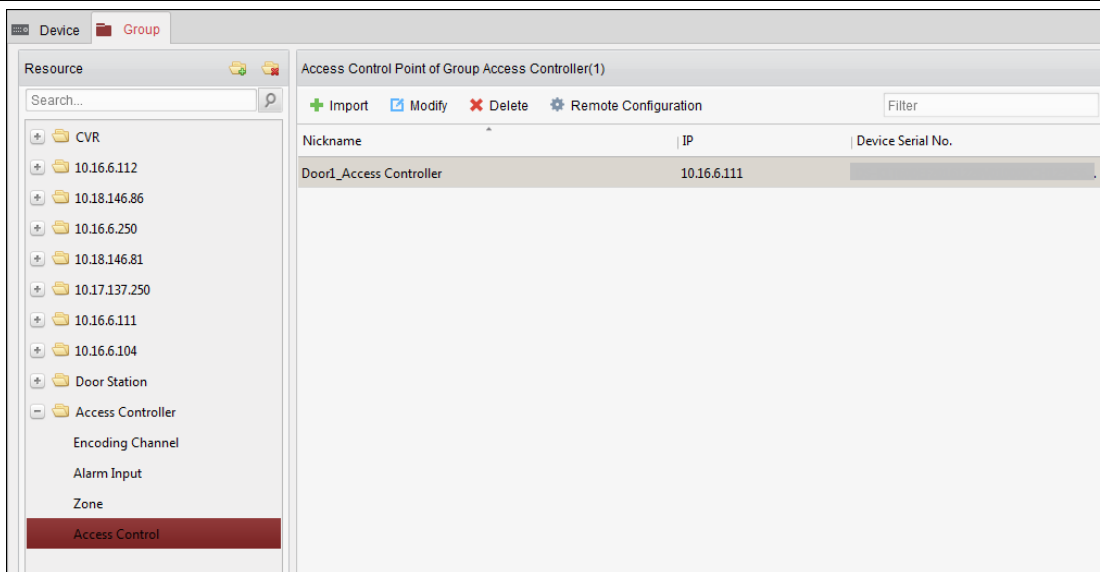 Device Group
Resource
Search...
CVR
10.16.6.112
10.18.146.86
10.16.6.250
10.18.146.81
10.17.137.250
10.16.6.111
10.16.6.104
Door Station
Access Controller
Encoding Channel
Alarm Input
Zone
Access Control
Access Control Point of Group Access Controller(1)
Import Modify Delete Remote Configuration Filter
Nickname IP Device Serial No.
Door1_Access Controller 10.16.6.111 .